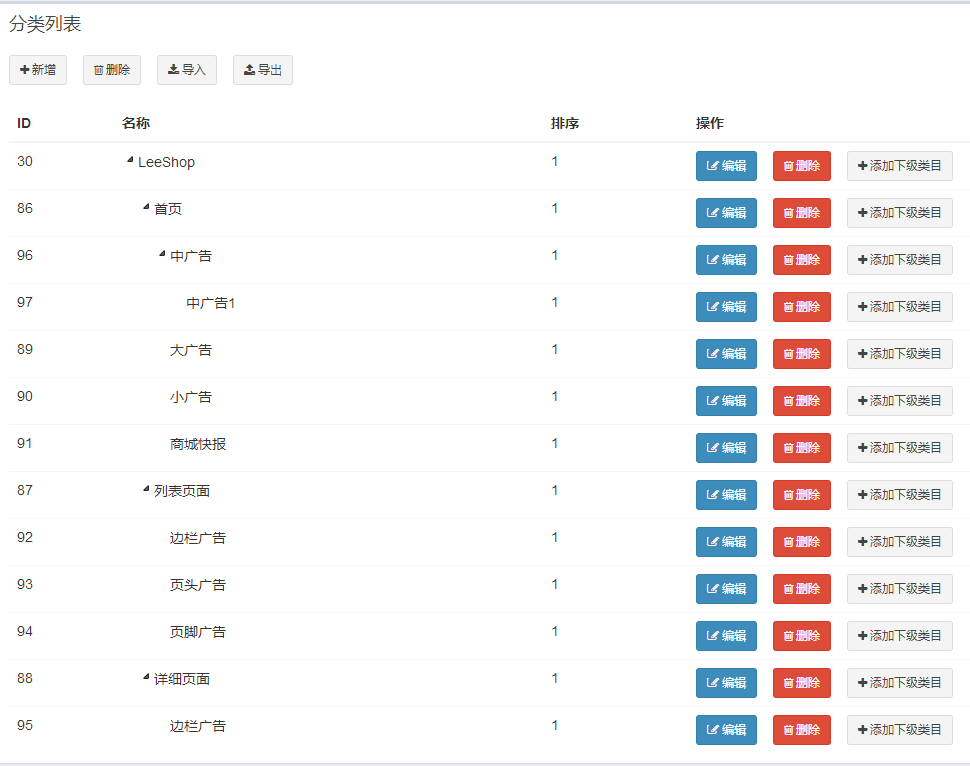 分类列表
新增 删除 导入 导出
ID 名称 排序 操作
30 LeeShop 1 编辑 删除 添加下级类目
86 首页 1 编辑 删除 添加下级类目
96 中广告 1 编辑 删除 添加下级类目
97 中广告1 1 编辑 删除 添加下级类目
89 大广告 1 编辑 删除 添加下级类目
90 小广告 1 编辑 删除 添加下级类目
91 商城快报 1 编辑 删除 添加下级类目
87 列表页面 1 编辑 删除 添加下级类目
92 边栏广告 1 编辑 删除 添加下级类目
93 页头广告 1 编辑 删除 添加下级类目
94 页脚广告 1 编辑 删除 添加下级类目
88 详细页面 1 编辑 删除 添加下级类目
95 边栏广告 1 编辑 删除 添加下级类目